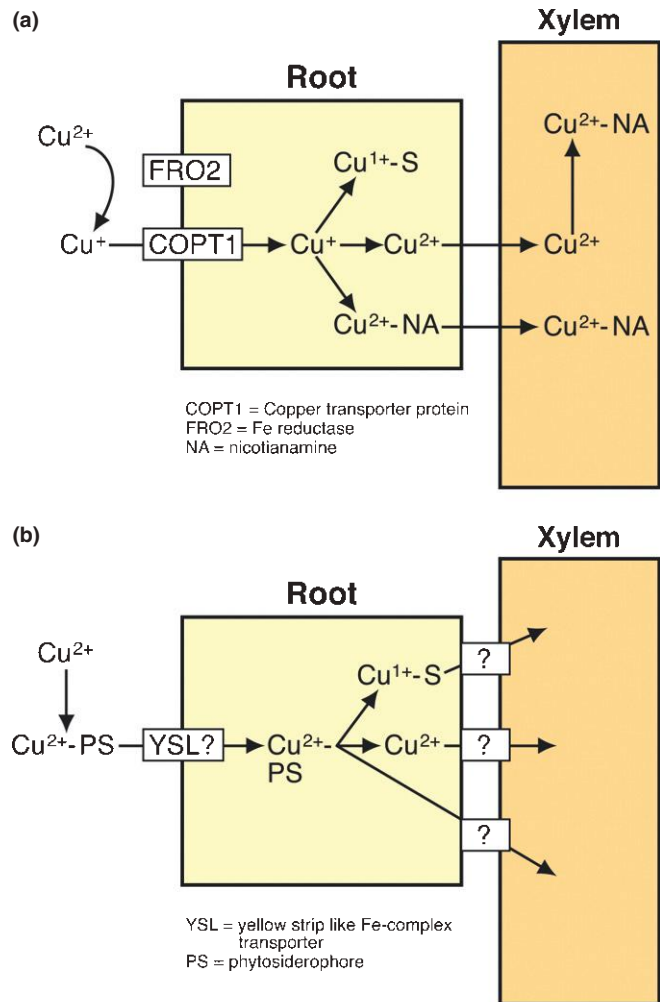 (a)
Xylem
Root
Cu²⁺
Cu²⁺-NA
FRO2
Cu¹⁺-S
Cu⁺
COPT1
Cu⁺
Cu²⁺
Cu²⁺
Cu²⁺-NA
Cu²⁺-NA
COPT1 = Copper transporter protein
FRO2 = Fe reductase
NA = nicotianamine
(b)
Xylem
Root
Cu²⁺
?
Cu¹⁺-S
Cu²⁺-PS
YSL?
Cu²⁺-
PS
Cu²⁺
?
?
YSL = yellow strip like Fe-complex
transporter
PS = phytosiderophore